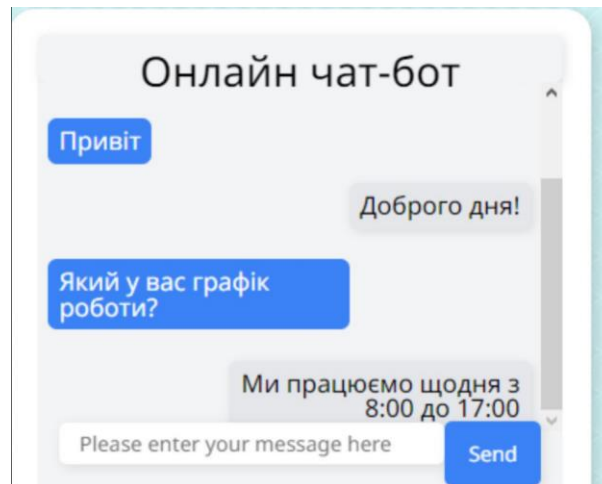 Онлайн чат-бот
Привіт
Доброго дня!
Який у вас графік
роботи?
Ми працюємо щодня з
8:00 до 17:00
Please enter your message here
Send